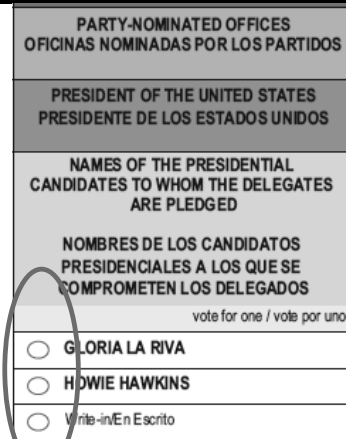 PARTY-NOMINATED OFFICES
OFICINAS NOMINADAS POR LOS PARTIDOS
PRESIDENT OF THE UNITED STATES
PRESIDENTE DE LOS ESTADOS UNIDOS
NAMES OF THE PRESIDENTIAL
CANDIDATES TO WHOM THE DELEGATES
ARE PLEDGED
NOMBRES DE LOS CANDIDATOS
PRESIDENCIALES A LOS QUE SE
COMPROMETEN LOS DELEGADOS
vote for one / vote por uno
GLORIA LA RIVA
HOWIE HAWKINS
Write-in/En Escrito